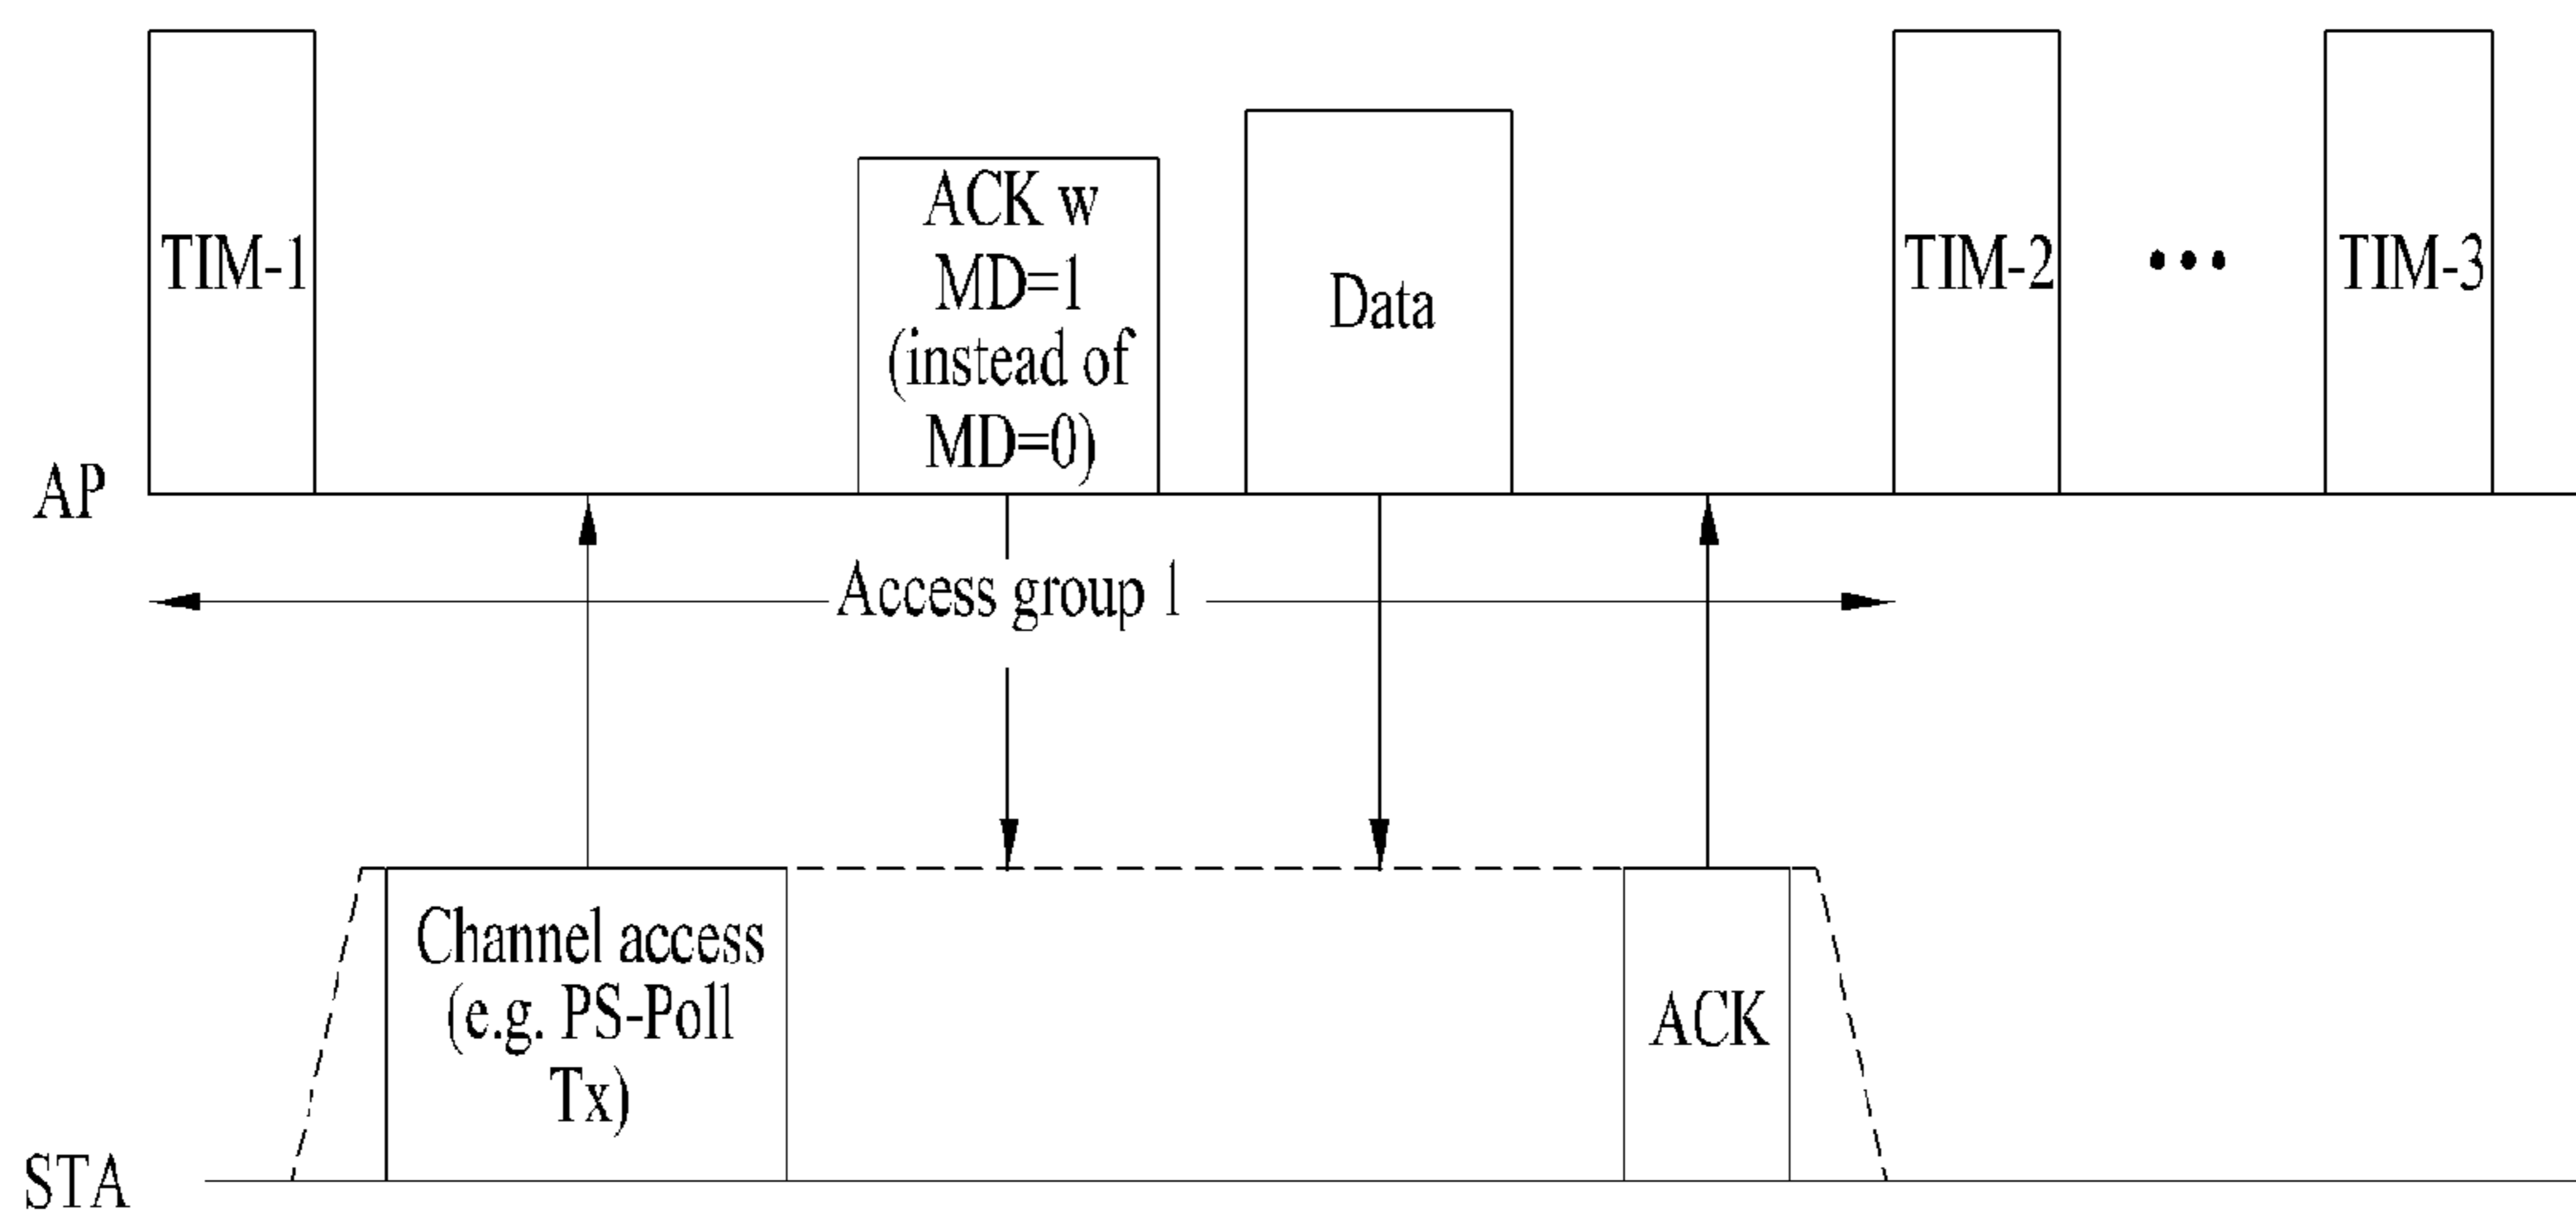 TIM-1
ACK w
MD=1
(instead of
MD=0)
Data
TIM-2
•••
TIM-3
AP
Access group 1
Channel access
(e.g. PS-Poll
Tx)
ACK
STA